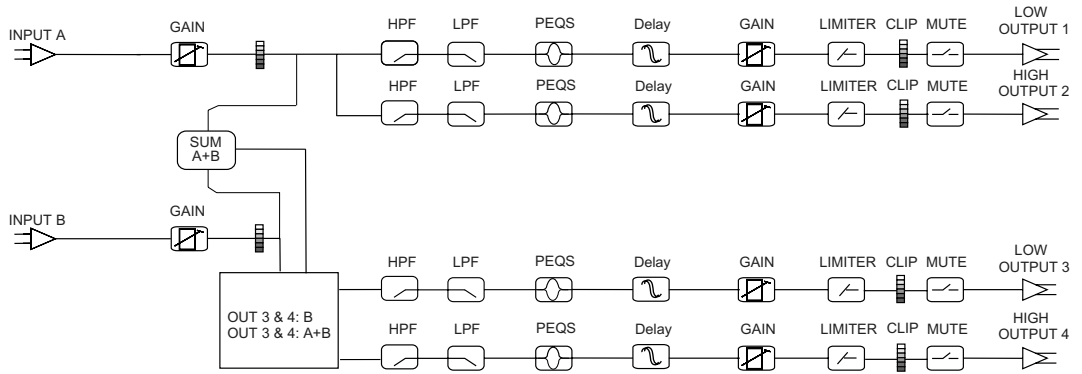 INPUT A
GAIN
HPF LPF PEQS Delay GAIN LIMITER CLIP MUTE
LOW
OUTPUT 1
HPF LPF PEQS Delay GAIN LIMITER CLIP MUTE
HIGH
OUTPUT 2
SUM
A+B
INPUT B
GAIN
HPF LPF PEQS Delay GAIN LIMITER CLIP MUTE
LOW
OUTPUT 3
OUT 3 & 4: B
OUT 3 & 4: A+B
HPF LPF PEQS Delay GAIN LIMITER CLIP MUTE
HIGH
OUTPUT 4